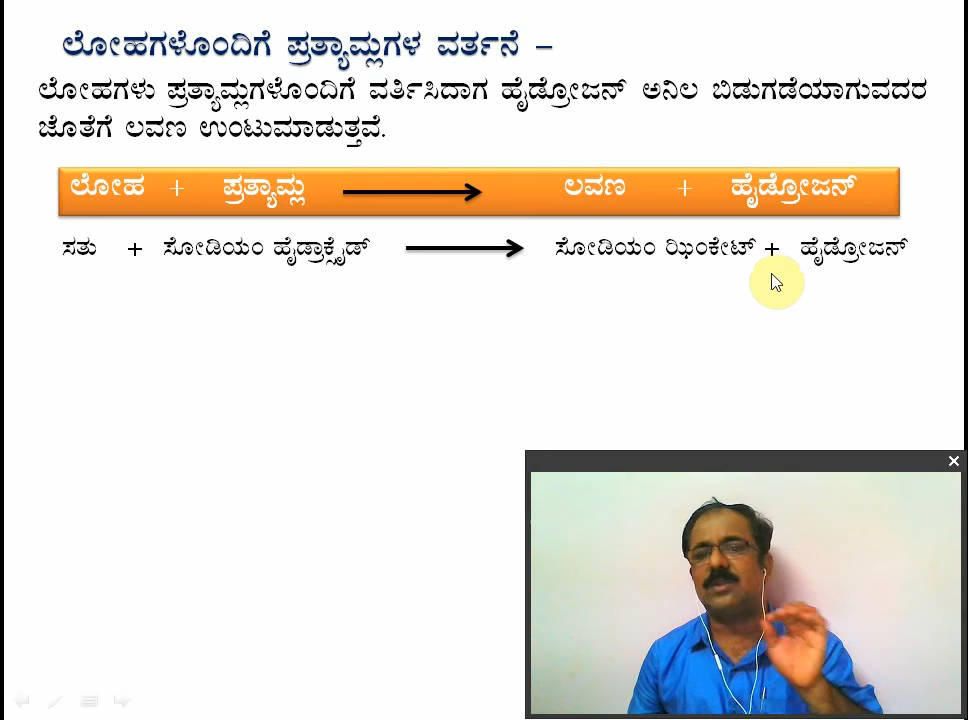 ಲೋಹಗಳೊಂದಿಗೆ ಪ್ರತ್ಯಾಮ್ಲಗಳ ವರ್ತನೆ –
ಲೋಹಗಳು ಪ್ರತ್ಯಾಮ್ಲಗಳೊಂದಿಗೆ ವರ್ತಿಸಿದಾಗ ಹೈಡ್ರೋಜನ್ ಅನಿಲ ಬಿಡುಗಡೆಯಾಗುವದರ
ಜೊತೆಗೆ ಲವಣ ಉಂಟುಮಾಡುತ್ತವೆ.
ಲೋಹ + ಪ್ರತ್ಯಾಮ್ಲ ⟶ ಲವಣ + ಹೈಡ್ರೋಜನ್
ಸತು + ಸೋಡಿಯಂ ಹೈಡ್ರಾಕ್ಸೈಡ್ ⟶ ಸೋಡಿಯಂ ಝಿಂಕೇಟ್ + ಹೈಡ್ರೋಜನ್